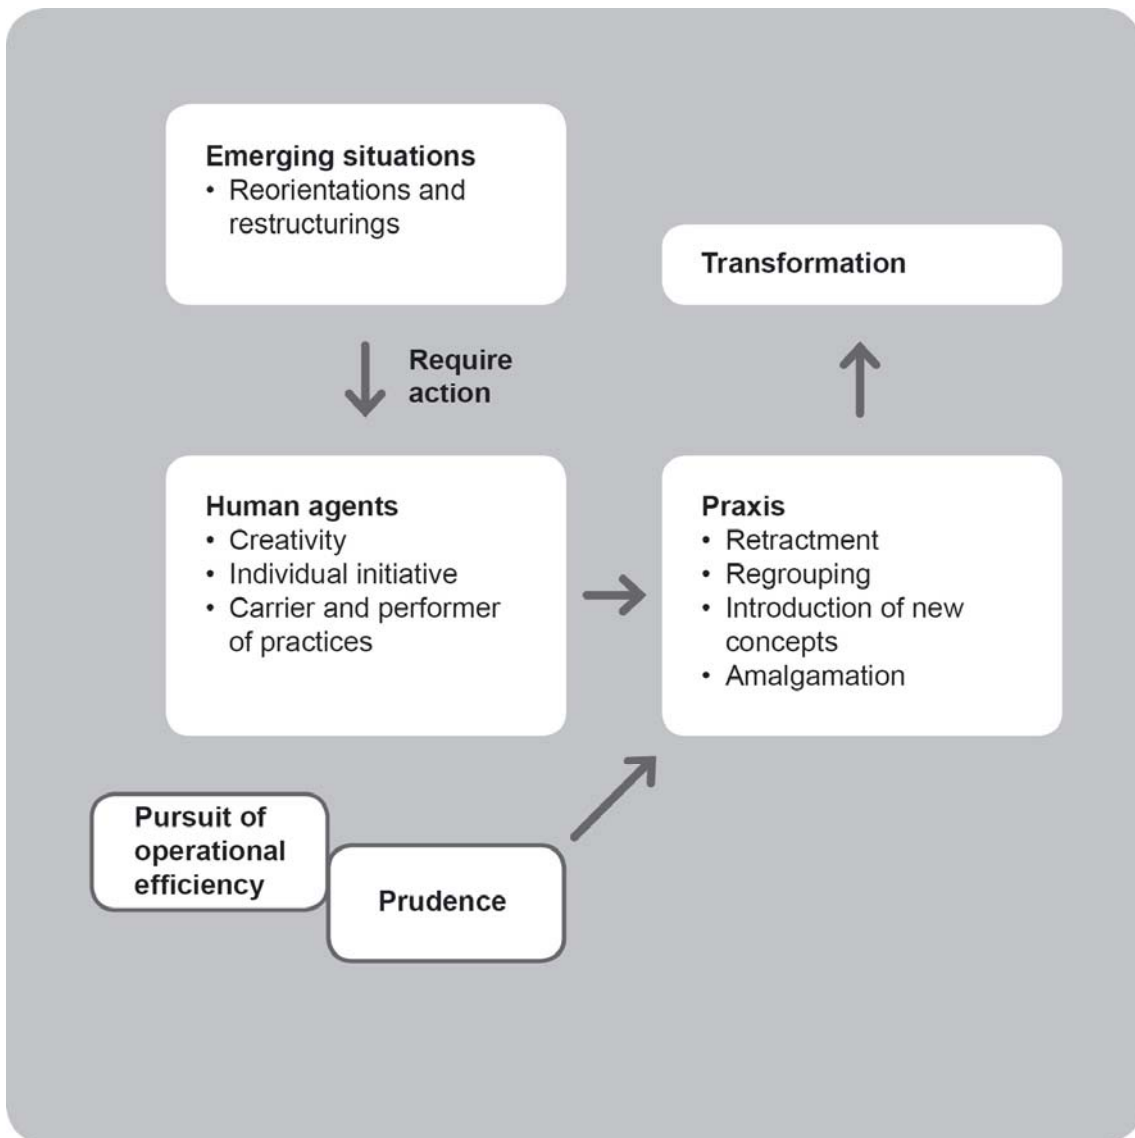 Emerging situations
• Reorientations and
restructurings
Transformation
Require
action
Human agents
• Creativity
• Individual initiative
• Carrier and performer
of practices
Praxis
• Retractment
• Regrouping
• Introduction of new
concepts
• Amalgamation
Pursuit of
operational
efficiency
Prudence